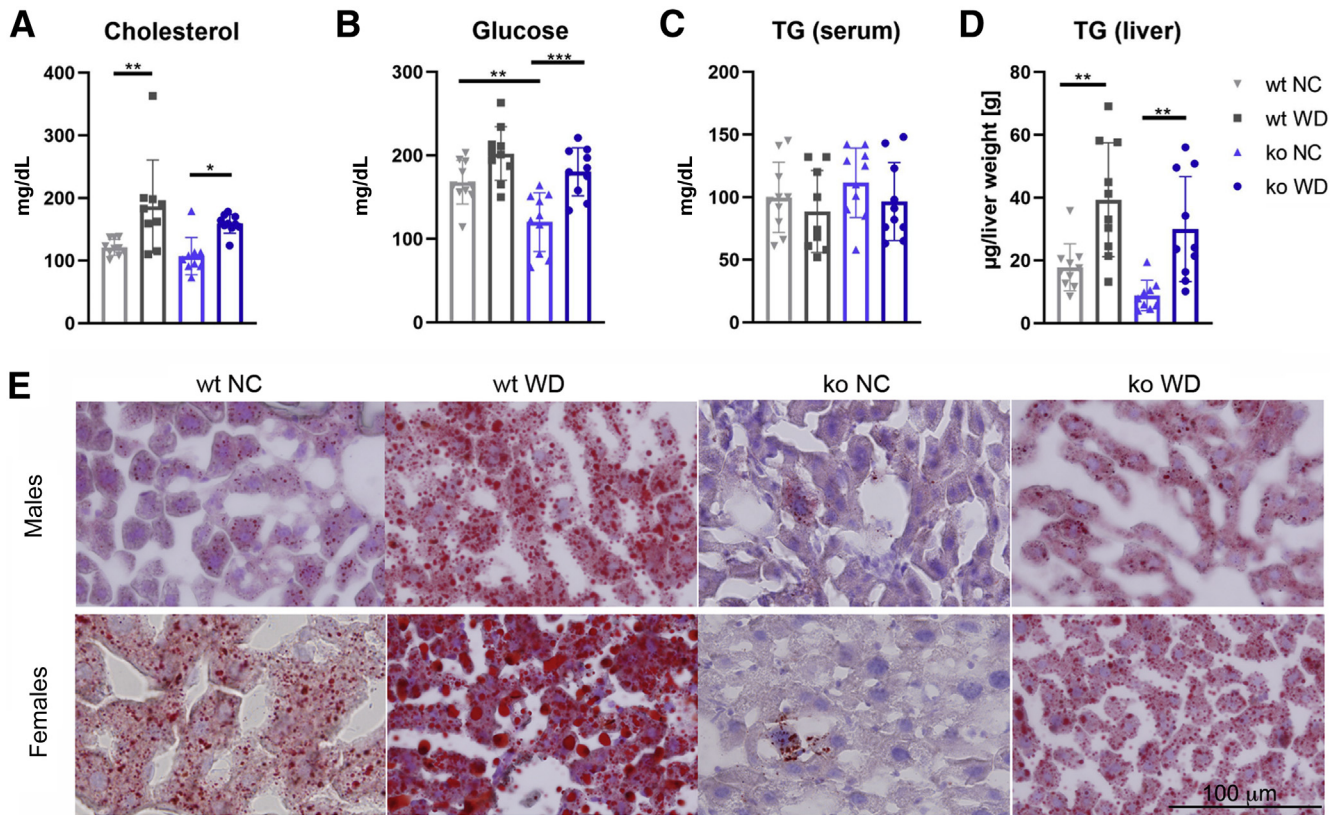 A Cholesterol
B Glucose
C TG (serum)
D TG (liver)
mg/dL
400
300
200
100
0
**
*
mg/dL
300
200
100
0
**
***
mg/dL
200
150
100
50
0
µg/liver weight [g]
80
60
40
20
0
**
**
wt NC
wt WD
ko NC
ko WD
E
wt NC
wt WD
ko NC
ko WD
Males
Females
100 µm